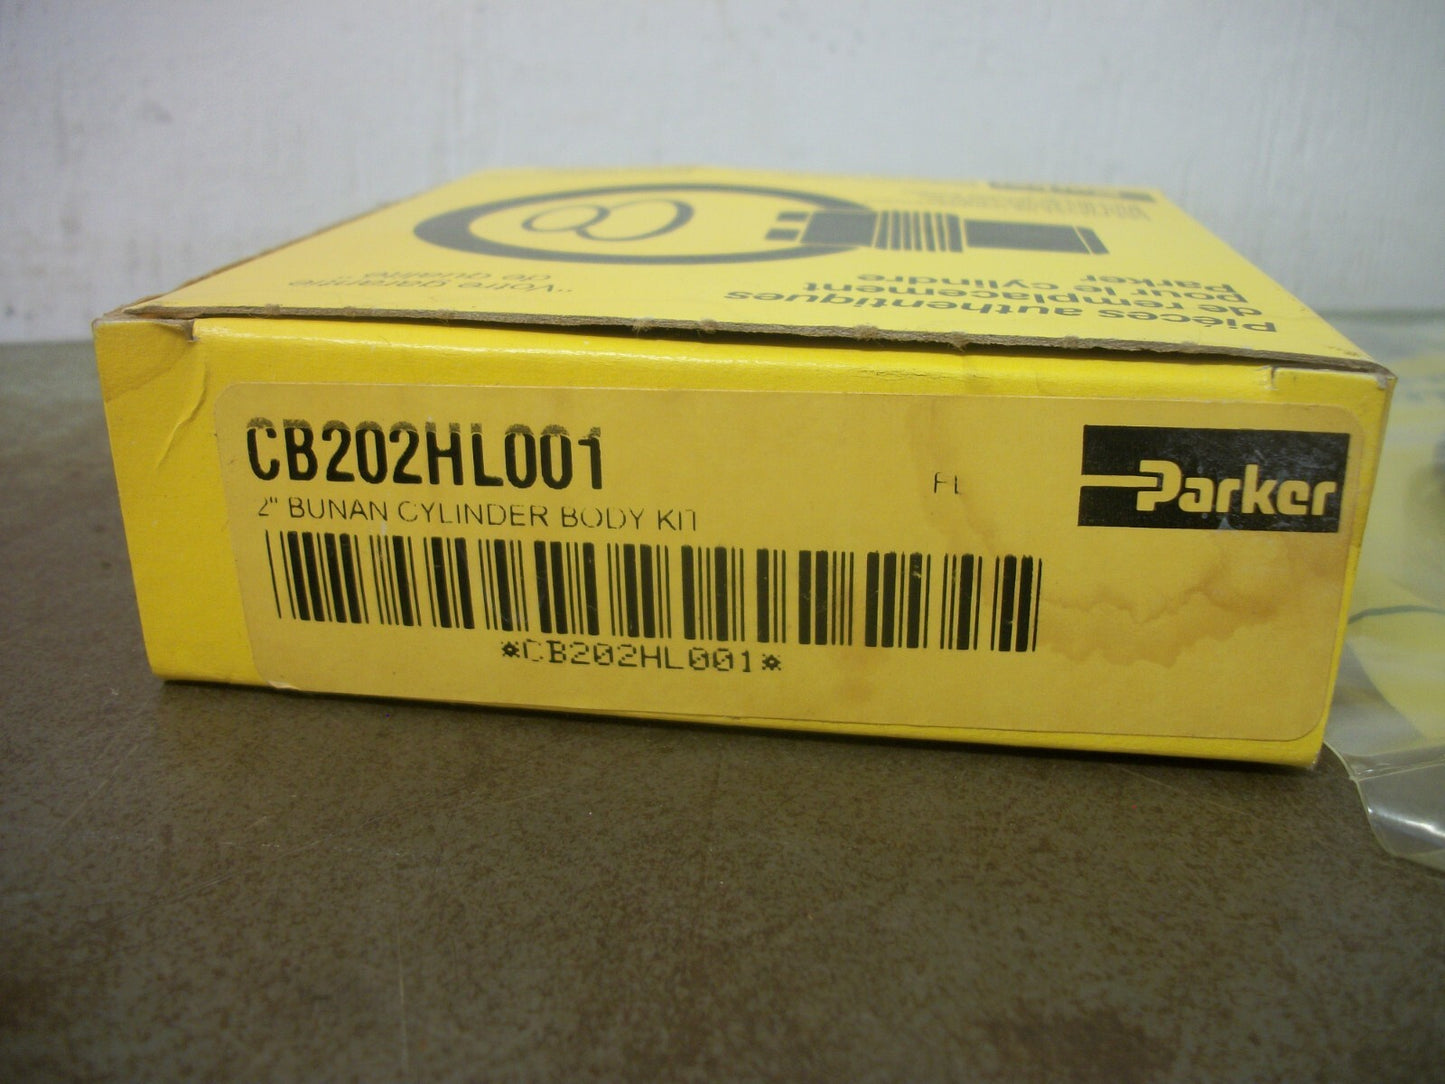 CB202HL001
2" BUNAN CYLINDER BODY KIT
FL
Parker
*CB202HL001*
Pièces authentiques
de remplacement
pour le cylindre
Parker
"Votre garantie
de qualité